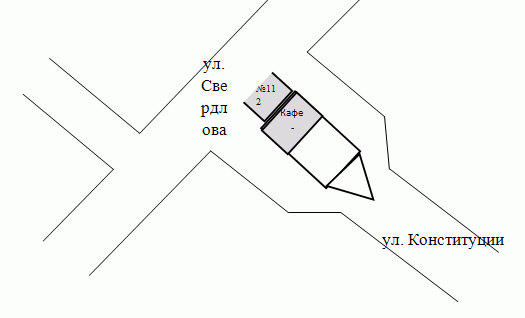 ул.
Све
рдл
ова
№11
2
Кафе
-
ул. Конституции